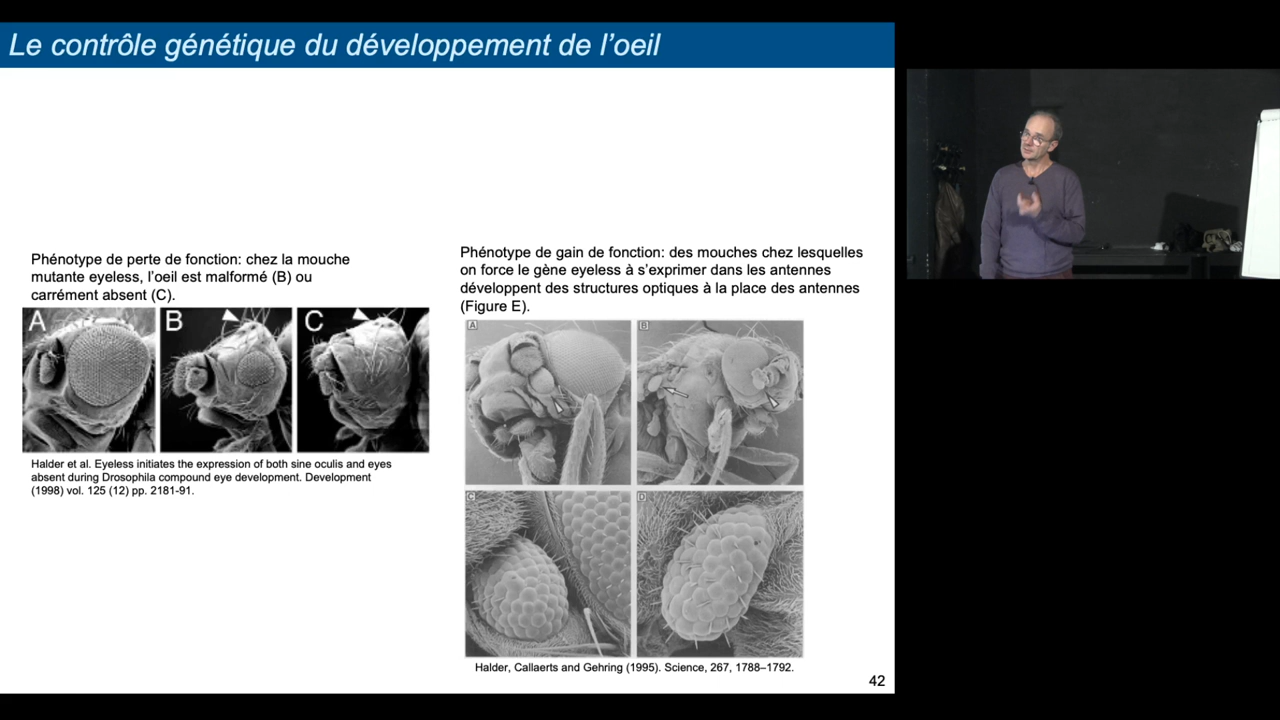 Le contrôle génétique du développement de l'oeil
Phénotype de perte de fonction: chez la mouche
mutante eyeless, l'oeil est malformé (B) ou
carrément absent (C).
A
B
C
Halder et al. Eyeless initiates the expression of both sine oculis and eyes
absent during Drosophila compound eye development. Development
(1998) vol. 125 (12) pp. 2181-91.
Phénotype de gain de fonction: des mouches chez lesquelles
on force le gène eyeless à s'exprimer dans les antennes
développent des structures optiques à la place des antennes
(Figure E).
A
B
C
D
Halder, Callaerts and Gehring (1995). Science, 267, 1788–1792.
42